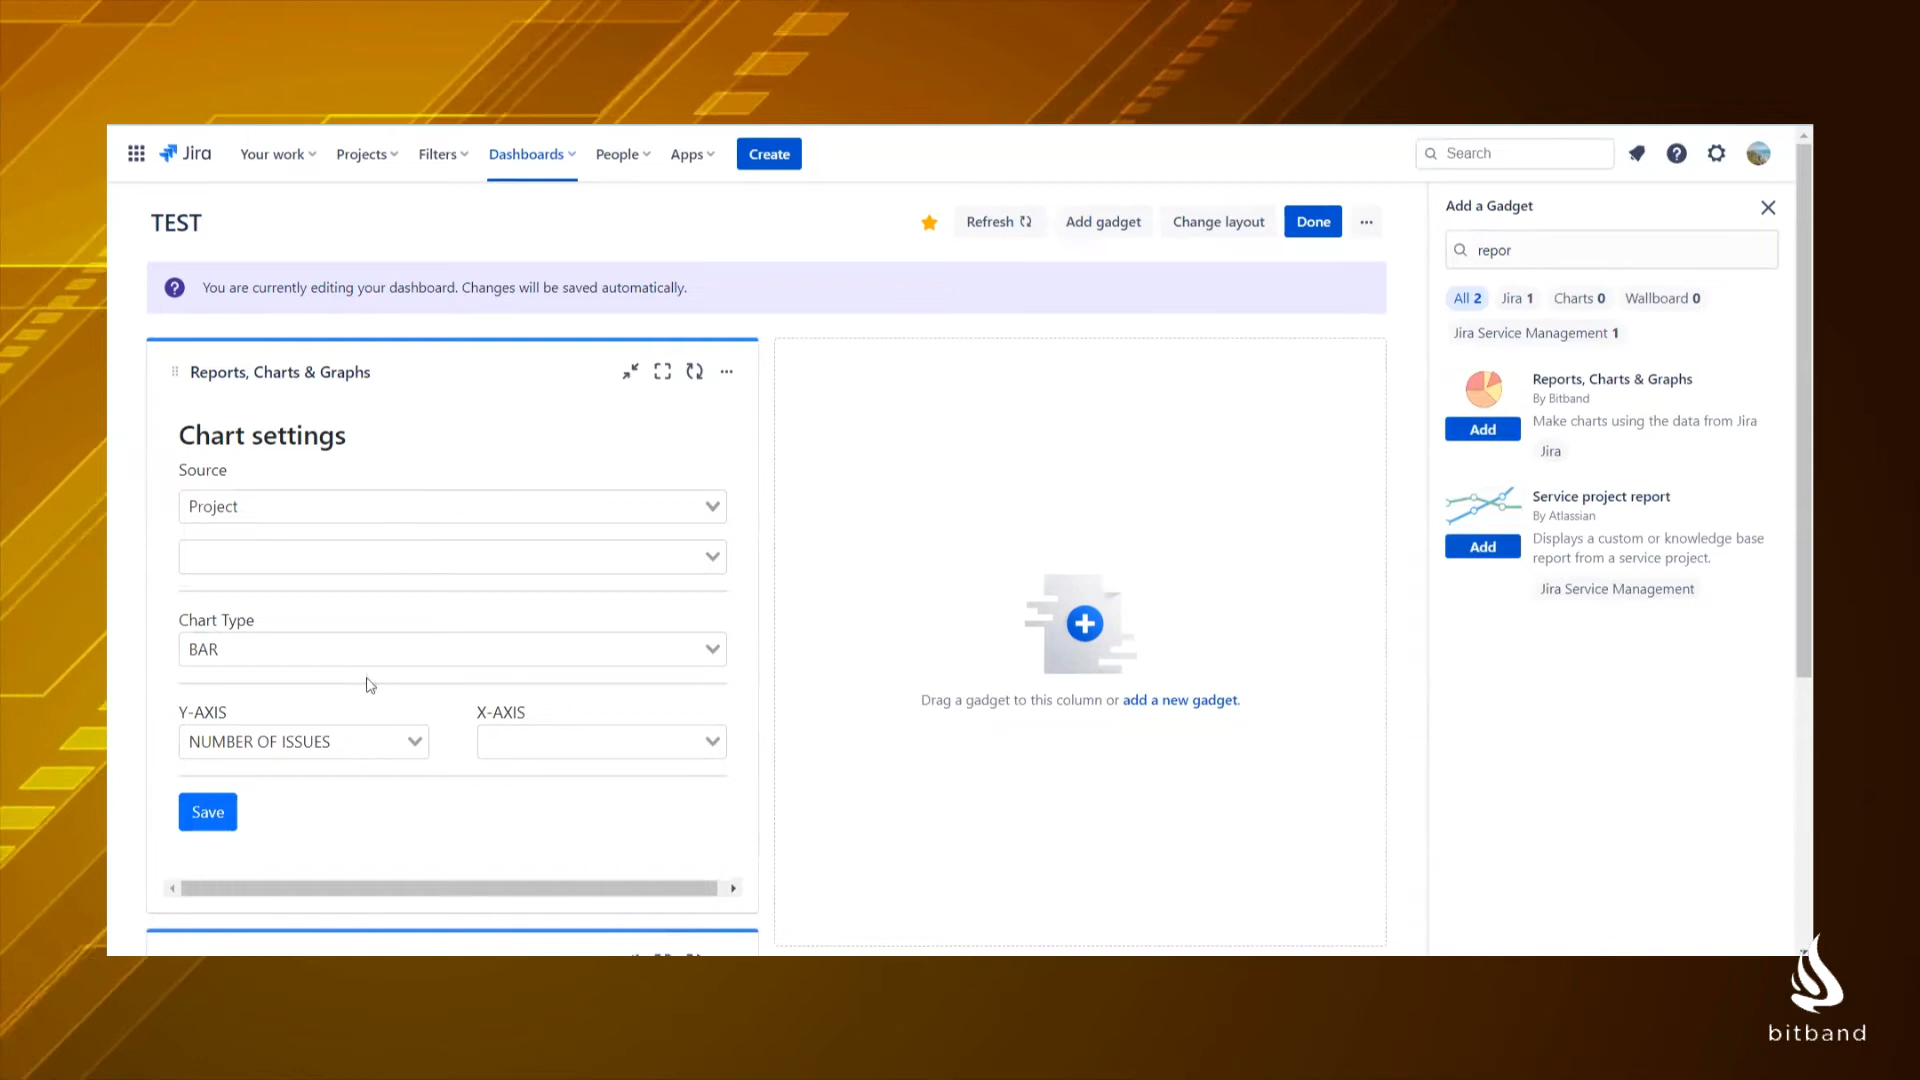 Jira Your work Projects Filters Dashboards People Apps Create Search
TEST
Refresh Add gadget Change layout Done
You are currently editing your dashboard. Changes will be saved automatically.
Reports, Charts & Graphs
Chart settings
Source
Project
Chart Type
BAR
Y-AXIS X-AXIS
NUMBER OF ISSUES
Save
Drag a gadget to this column or add a new gadget.
Add a Gadget
repor
All 2 Jira 1 Charts 0 Wallboard 0
Jira Service Management 1
Reports, Charts & Graphs
By Bitband
Make charts using the data from Jira
Add
Jira
Service project report
By Atlassian
Displays a custom or knowledge base
report from a service project.
Add
Jira Service Management
bitband